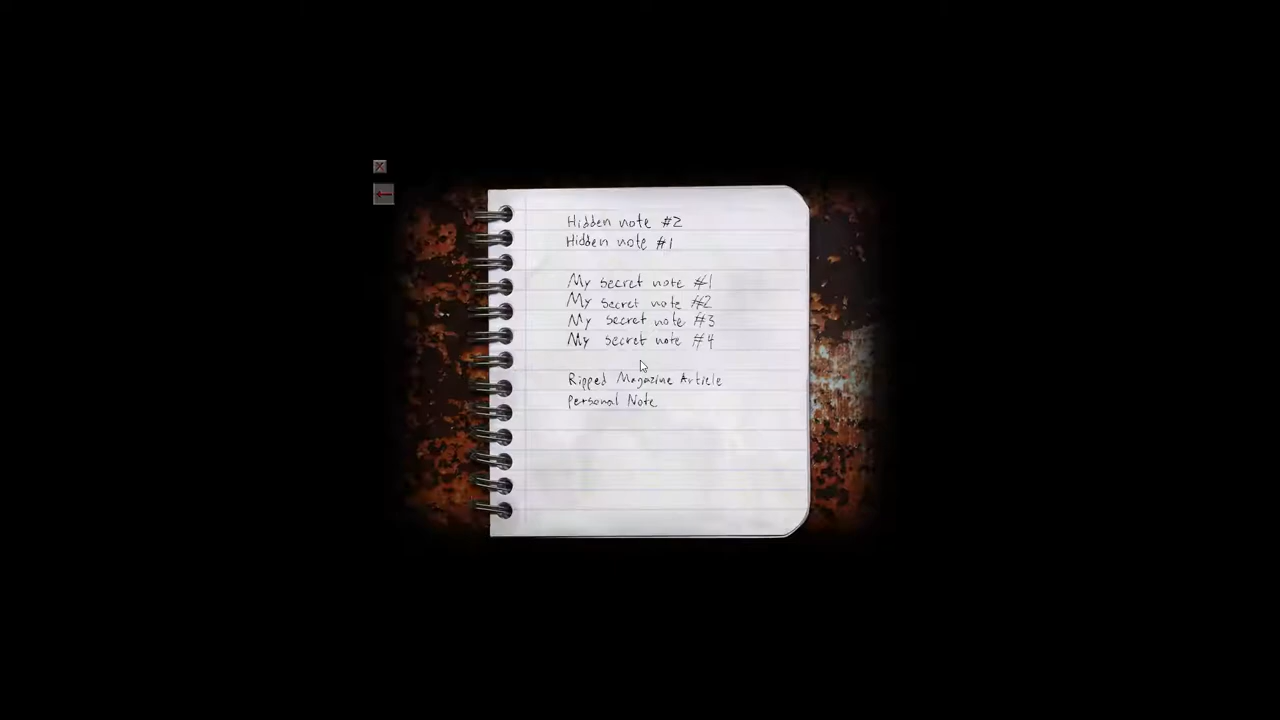 Hidden note #2
Hidden note #1
My secret note #1
My secret note #2
My secret note #3
My secret note #4
Ripped Magazine Article
personal Note